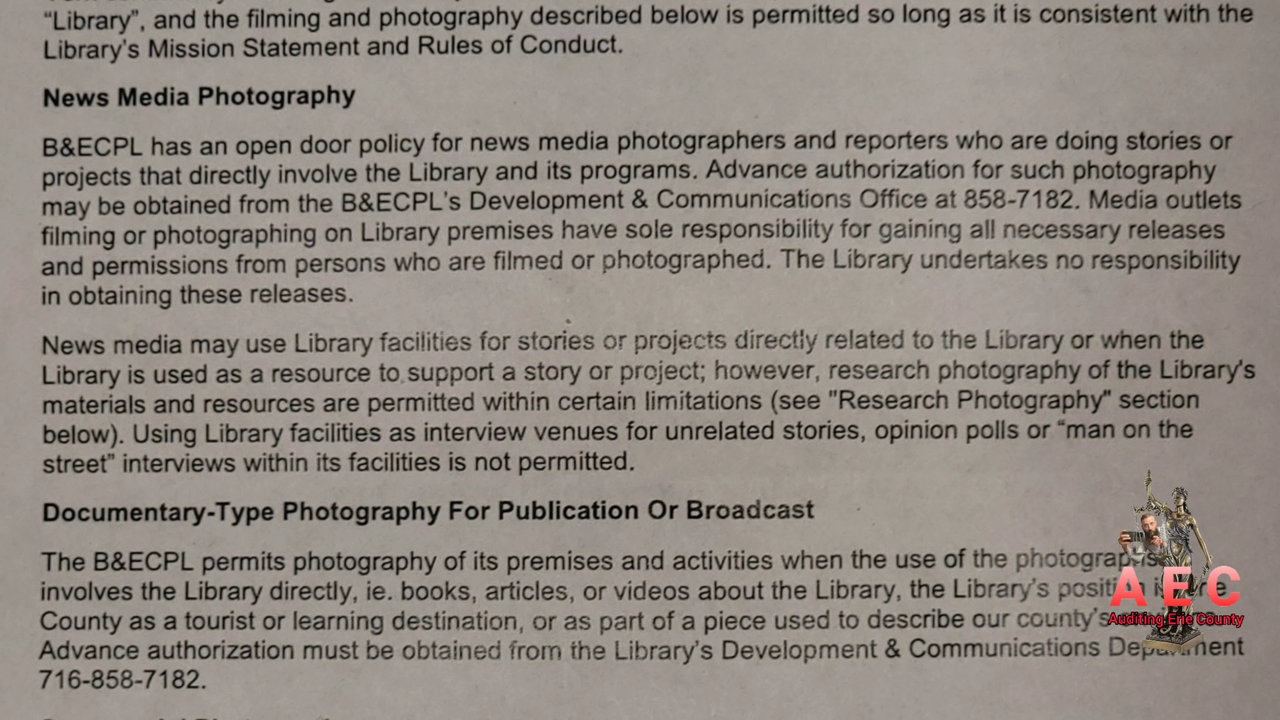 "Library", and the filming and photography described below is permitted so long as it is consistent with the
Library's Mission Statement and Rules of Conduct.
News Media Photography
B&ECPL has an open door policy for news media photographers and reporters who are doing stories or
projects that directly involve the Library and its programs. Advance authorization for such photography
may be obtained from the B&ECPL's Development & Communications Office at 858-7182. Media outlets
filming or photographing on Library premises have sole responsibility for gaining all necessary releases
and permissions from persons who are filmed or photographed. The Library undertakes no responsibility
in obtaining these releases.
News media may use Library facilities for stories or projects directly related to the Library or when the
Library is used as a resource to support a story or project; however, research photography of the Library's
materials and resources are permitted within certain limitations (see "Research Photography" section
below). Using Library facilities as interview venues for unrelated stories, opinion polls or “man on the
street” interviews within its facilities is not permitted.
Documentary-Type Photography For Publication Or Broadcast
The B&ECPL permits photography of its premises and activities when the use of the
involves the Library directly, ie. books, articles, or videos about the Library, the Library's
County as a tourist or learning destination, or as part of a piece used to describe our county's
Advance authorization must be obtained from the Library's Development & Communications Department
716-858-7182.
AEC
Auditing Erie County